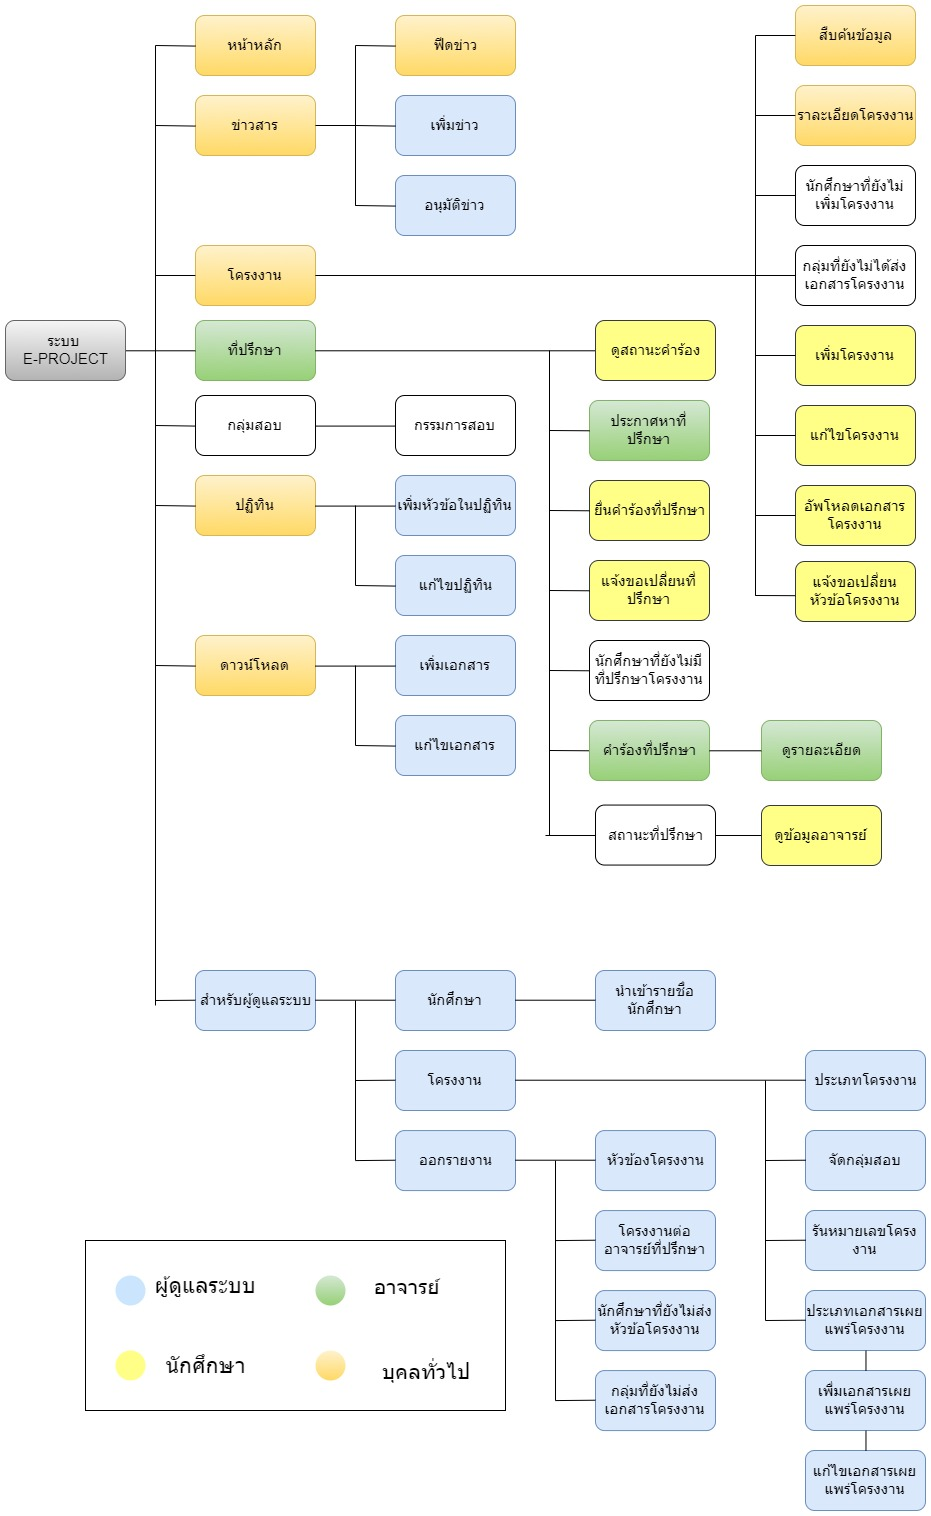 ระบบ
E-PROJECT
หน้าหลัก
ข่าวสาร
ฟีดข่าว
เพิ่มข่าว
อนุมัติข่าว
โครงงาน
สืบค้นข้อมูล
ราละเอียดโครงงาน
นักศึกษาที่ยังไม่
เพิ่มโครงงาน
กลุ่มที่ยังไม่ได้ส่ง
เอกสารโครงงาน
เพิ่มโครงงาน
แก้ไขโครงงาน
อัพโหลดเอกสาร
โครงงาน
แจ้งขอเปลี่ยน
หัวข้อโครงงาน
ที่ปรึกษา
ดูสถานะคำร้อง
ประกาศหาที่
ปรึกษา
ยื่นคำร้องที่ปรึกษา
แจ้งขอเปลี่ยนที่
ปรึกษา
นักศึกษาที่ยังไม่มี
ที่ปรึกษาโครงงาน
คำร้องที่ปรึกษา
ดูรายละเอียด
สถานะที่ปรึกษา
ดูข้อมูลอาจารย์
กลุ่มสอบ
กรรมการสอบ
ปฏิทิน
เพิ่มหัวข้อในปฏิทิน
แก้ไขปฏิทิน
ดาวน์โหลด
เพิ่มเอกสาร
แก้ไขเอกสาร
สำหรับผู้ดูแลระบบ
นักศึกษา
นำเข้ารายชื่อ
นักศึกษา
โครงงาน
ประเภทโครงงาน
จัดกลุ่มสอบ
รันหมายเลขโครง
งาน
ประเภทเอกสารเผย
แพร่โครงงาน
เพิ่มเอกสารเผย
แพร่โครงงาน
แก้ไขเอกสารเผย
แพร่โครงงาน
ออกรายงาน
หัวข้องโครงงาน
โครงงานต่อ
อาจารย์ที่ปรึกษา
นักศึกษาที่ยังไม่ส่ง
หัวข้อโครงงาน
กลุ่มที่ยังไม่ส่ง
เอกสารโครงงาน
ผู้ดูแลระบบ
อาจารย์
นักศึกษา
บุคลทั่วไป